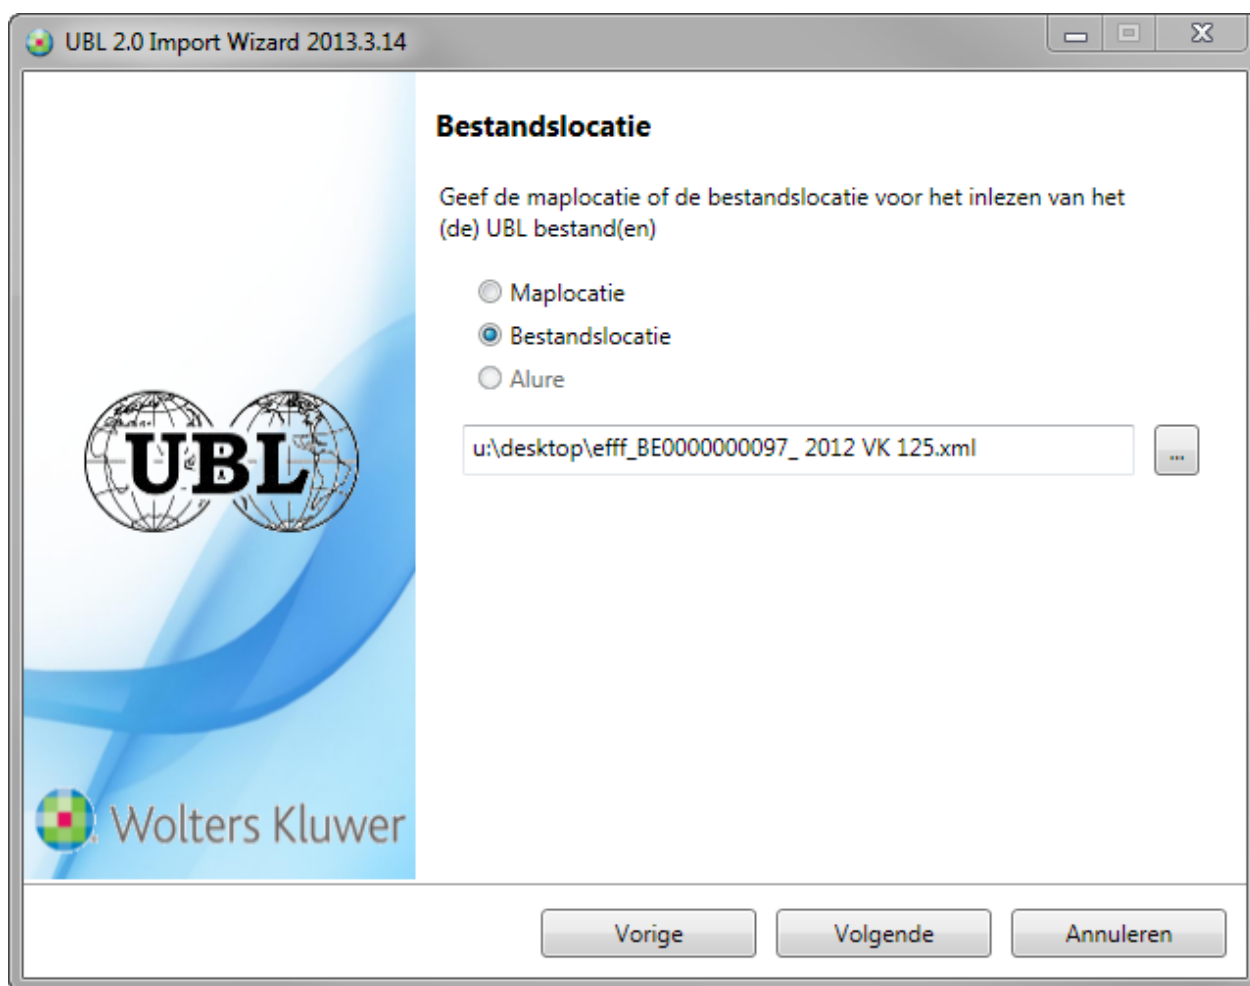 UBL 2.0 Import Wizard 2013.3.14
Bestandslocatie
Geef de maplocatie of de bestandslocatie voor het inlezen van het
(de) UBL bestand(en)
Maplocatie
Bestandslocatie
Alure
u:\desktop\efff_BE0000000097_ 2012 VK 125.xml
...
UBL
Wolters Kluwer
Vorige
Volgende
Annuleren